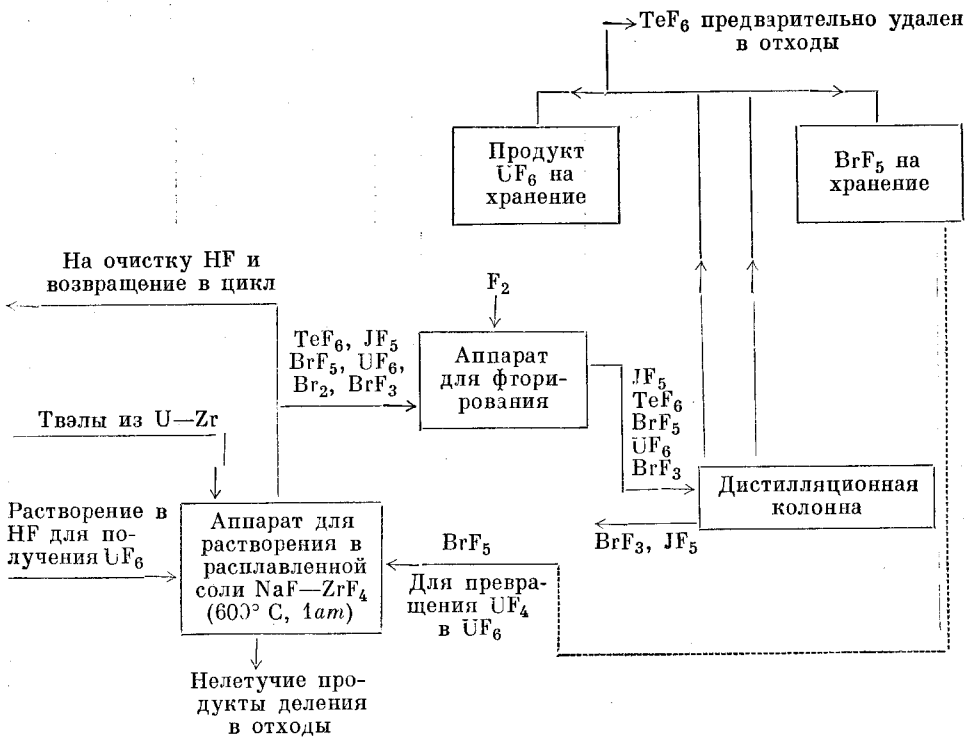 TeF₆ предварительно удален
в отходы
Продукт
UF₆ на
хранение
BrF₅ на
хранение
На очистку HF и
возвращение в цикл
F₂
TeF₆, JF₅
BrF₅, UF₆,
Br₂, BrF₃
Аппарат
для фтори-
рования
JF₅
TeF₆
BrF₅
UF₆
BrF₃
Твэлы из U—Zr
Дистилляционная
колонна
BrF₃, JF₅
Растворение в
HF для по-
лучения UF₆
Аппарат для
растворения в
расплавленной
соли NaF—ZrF₄
(600° C, 1am)
BrF₅
Для превра-
щения UF₄
в UF₆
Нелетучие про-
дукты деления
в отходы